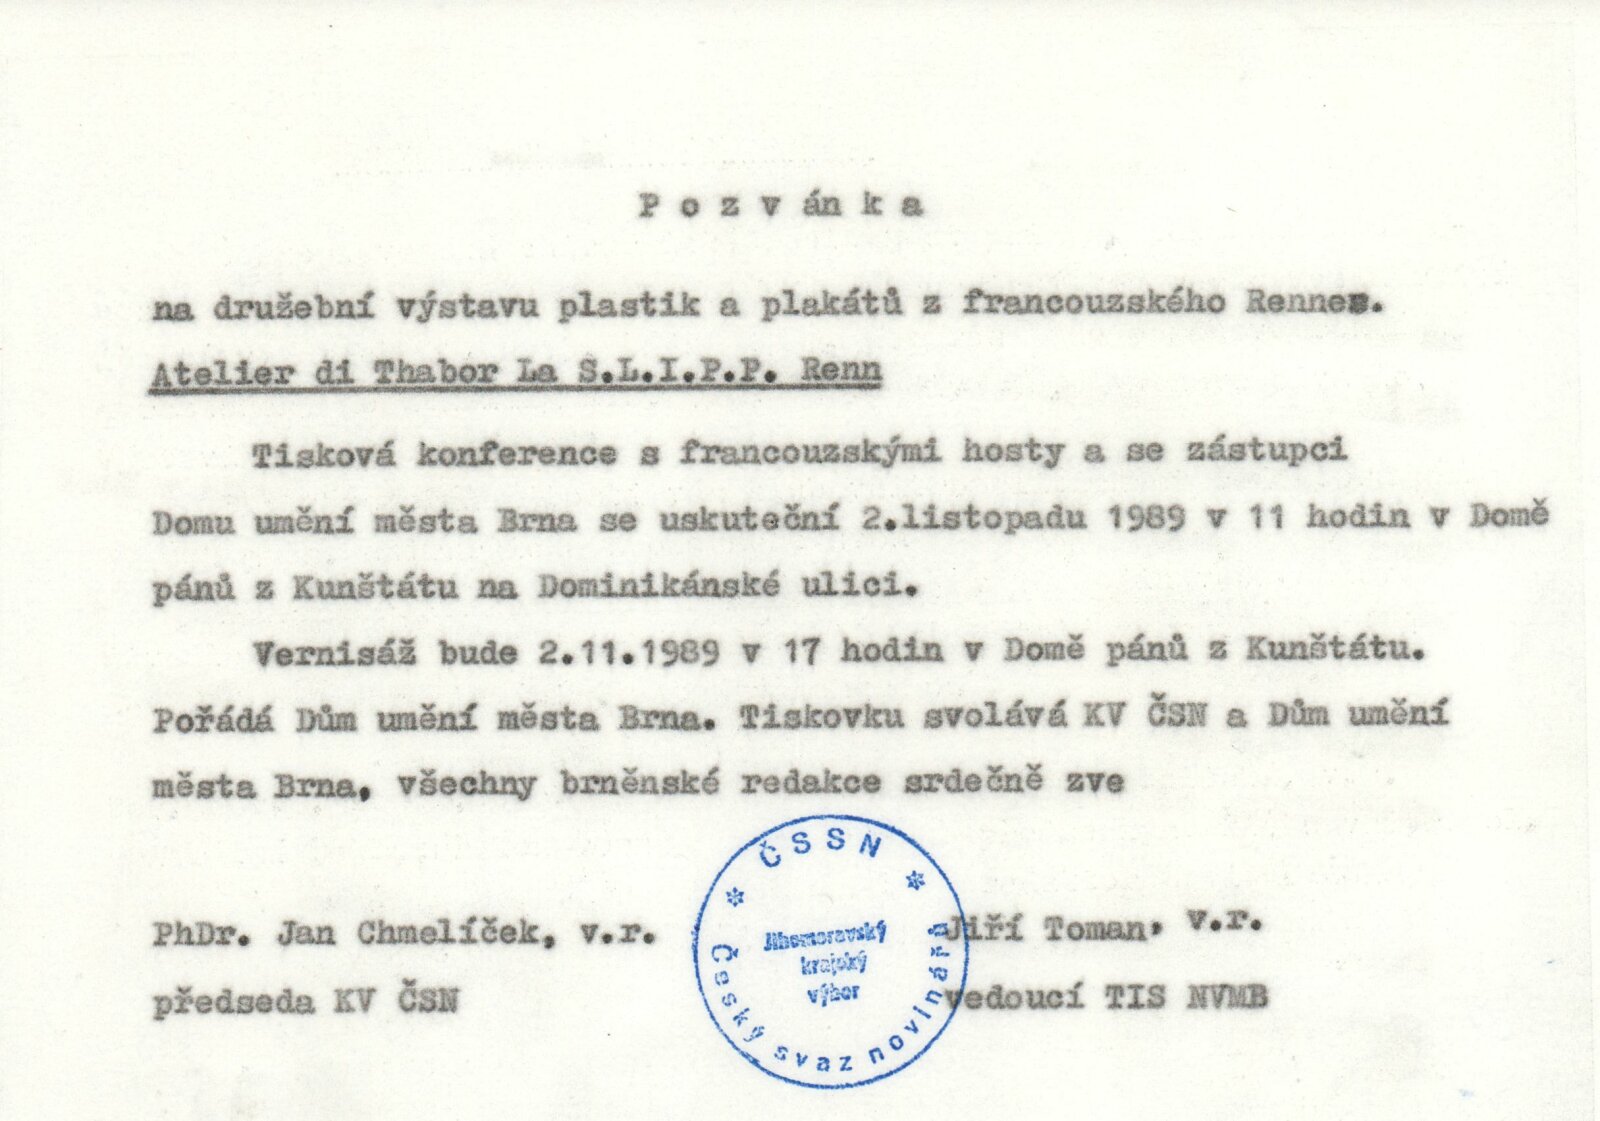 P o z v á n k a
na družební výstavu plastik a plakátů z francouzského Rennes.
Atelier di Thabor La S.L.I.P.P. Renn
Tisková konference s francouzskými hosty a se zástupci
Domu umění města Brna se uskuteční 2.listopadu 1989 v 11 hodin v Domě
pánů z Kunštátu na Dominikánské ulici.
Vernisáž bude 2.11.1989 v 17 hodin v Domě pánů z Kunštátu.
Pořádá Dům umění města Brna. Tiskovku svolává KV ČSN a Dům umění
města Brna, všechny brněnské redakce srdečně zve
PhDr. Jan Chmelíček, v.r.
předseda KV ČSN
ČSSN
Jihomoravský
krajský
výbor
Český svaz novinářů
Jiří Toman, v.r.
vedoucí TIS NVMB